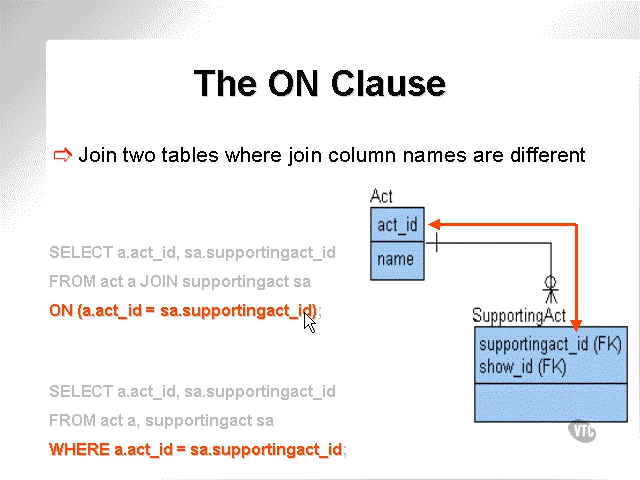 The ON Clause
Join two tables where join column names are different
SELECT a.act_id, sa.supportingact_id
FROM act a JOIN supportingact sa
ON (a.act_id = sa.supportingact_id);
SELECT a.act_id, sa.supportingact_id
FROM act a, supportingact sa
WHERE a.act_id = sa.supportingact_id;
Act
act_id
name
SupportingAct
supportingact_id (FK)
show_id (FK)
VTC